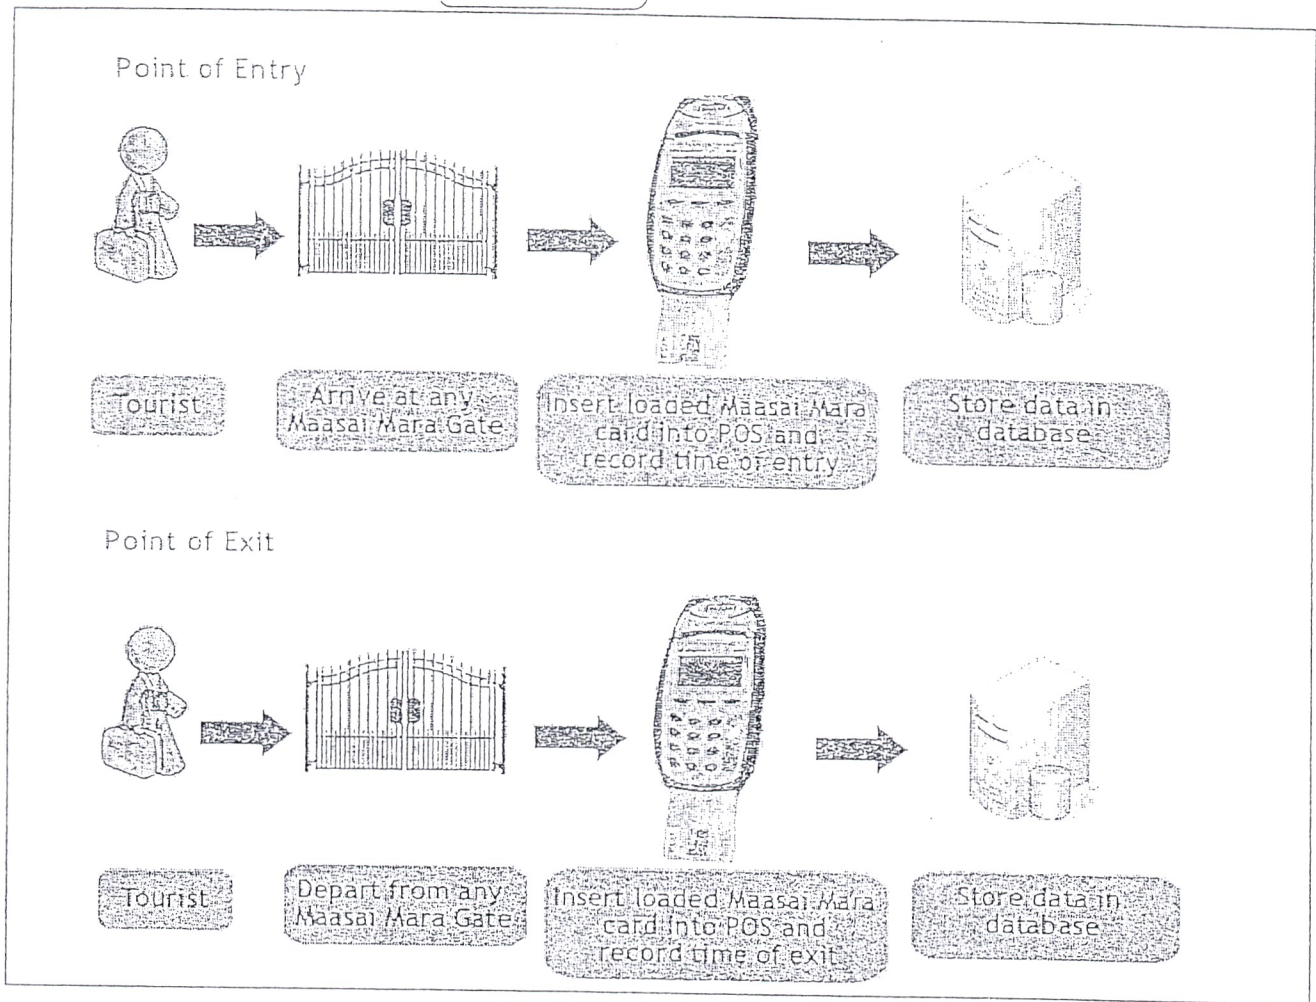 Point of Entry
Tourist
Arrive at any
Maasai Mara Gate
Insert loaded Maasai Mara
card into POS and
record time of entry
Store data in
database
Point of Exit
Tourist
Depart from any
Maasai Mara Gate
Insert loaded Maasai Mara
card into POS and
record time of exit
Store data in
database